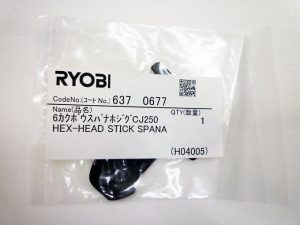 RYOBI
CodeNo.(コートNo.) 637 0677
Name(品名) QTY(数量)
6カクボウスパナホジグCJ250 1
HEX-HEAD STICK SPANA
(H04005)